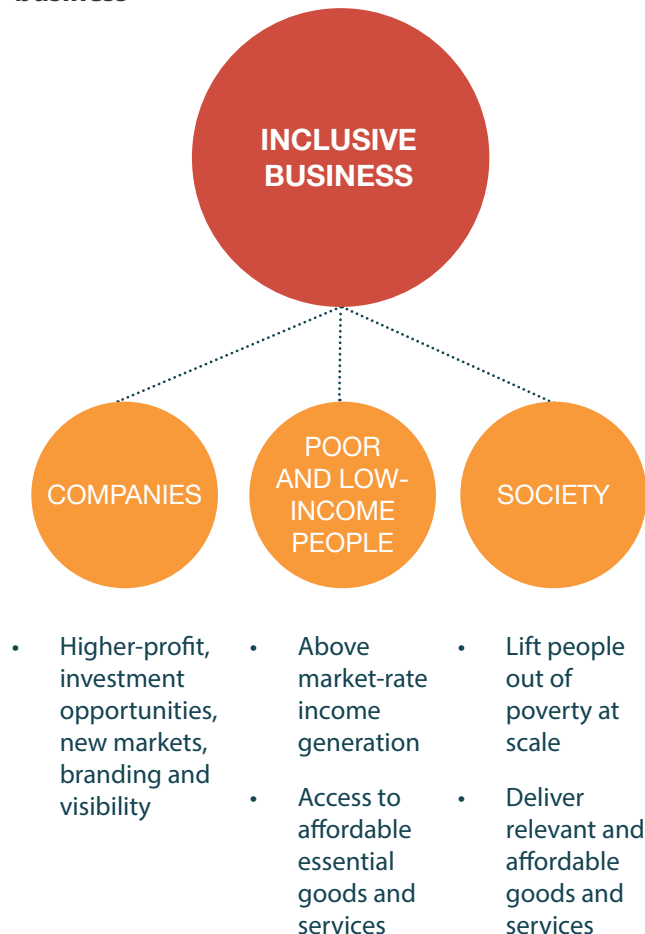 business
INCLUSIVE
BUSINESS
COMPANIES
POOR
AND LOW-
INCOME
PEOPLE
SOCIETY
• Higher-profit,
investment
opportunities,
new markets,
branding and
visibility
• Above
market-rate
income
generation
• Access to
affordable
essential
goods and
services
• Lift people
out of
poverty at
scale
• Deliver
relevant and
affordable
goods and
services